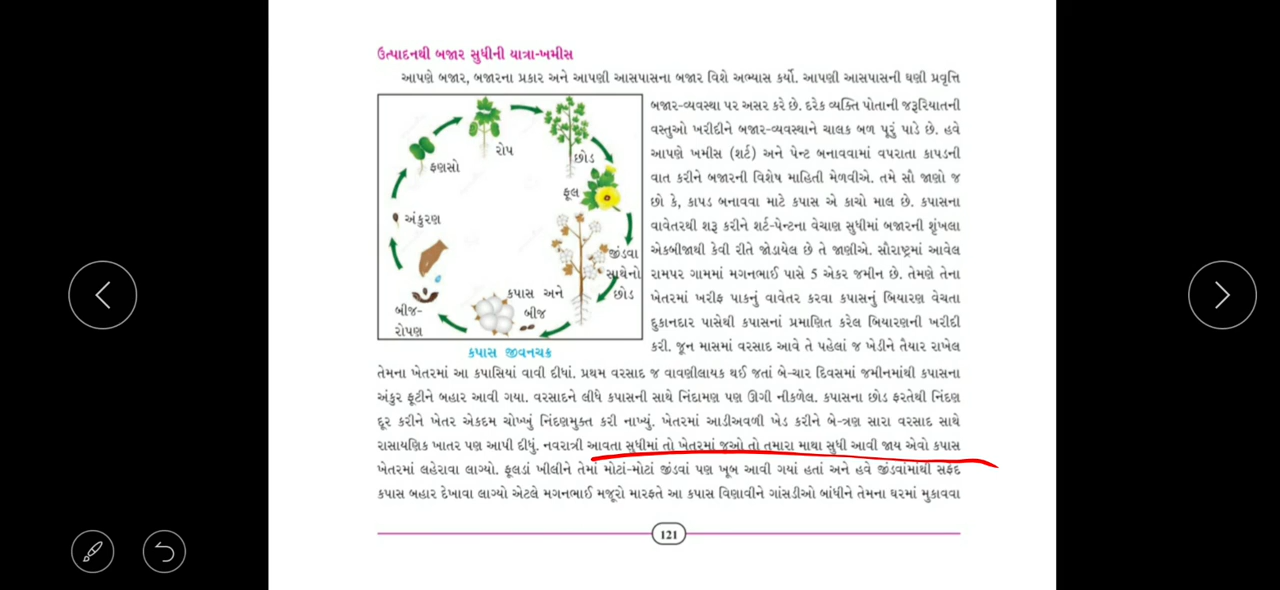 ઉત્પાદનથી બજાર સુધીની યાત્રા-ખમીસ
આપણે બજાર, બજારના પ્રકાર અને આપણી આસપાસના બજાર વિશે અભ્યાસ કર્યો. આપણી આસપાસની ઘણી પ્રવૃત્તિ
બજાર-વ્યવસ્થા પર અસર કરે છે. દરેક વ્યક્તિ પોતાની જરૂરિયાતની
વસ્તુઓ ખરીદીને બજાર-વ્યવસ્થાને ચાલક બળ પૂરું પાડે છે. હવે
આપણે ખમીસ (શર્ટ) અને પેન્ટ બનાવવામાં વપરાતા કાપડની
વાત કરીને બજારની વિશેષ માહિતી મેળવીએ. તમે સૌ જાણો જ
છો કે, કાપડ બનાવવા માટે કપાસ એ કાચો માલ છે. કપાસના
વાવેતરથી શરૂ કરીને શર્ટ-પેન્ટના વેચાણ સુધીમાં બજારની શૃંખલા
એકબીજાથી કેવી રીતે જોડાયેલ છે તે જાણીએ. સૌરાષ્ટ્રમાં આવેલ
રામપર ગામમાં મગનભાઈ પાસે 5 એકર જમીન છે. તેમણે તેના
ખેતરમાં ખરીફ પાકનું વાવેતર કરવા કપાસનું બિયારણ વેચતા
દુકાનદાર પાસેથી કપાસનાં પ્રમાણિત કરેલ બિયારણની ખરીદી
કરી. જૂન માસમાં વરસાદ આવે તે પહેલાં જ ખેડીને તૈયાર રાખેલ
રોપ
છોડ
ફણસો
ફૂલ
અંકુરણ
જીંડવા
સાથેનો
છોડ
કપાસ અને
બીજ
બીજ-
રોપણ
કપાસ જીવનચક્ર
તેમના ખેતરમાં આ કપાસિયાં વાવી દીધાં. પ્રથમ વરસાદ જ વાવણીલાયક થઈ જતાં બે-ચાર દિવસમાં જમીનમાંથી કપાસના
અંકુર ફૂટીને બહાર આવી ગયા. વરસાદને લીધે કપાસની સાથે નિંદામણ પણ ઊગી નીકળેલ. કપાસના છોડ ફરતેથી નિંદણ
દૂર કરીને ખેતર એકદમ ચોખ્ખું નિંદણમુક્ત કરી નાખ્યું. ખેતરમાં આડીઅવળી ખેડ કરીને બે-ત્રણ સારા વરસાદ સાથે
રાસાયણિક ખાતર પણ આપી દીધું. નવરાત્રી આવતા સુધીમાં તો ખેતરમાં જઓ તો તમારા માથા સુધી આવી જાય એવો કપાસ
ખેતરમાં લહેરાવા લાગ્યો. ફૂલડાં ખીલીને તેમાં મોટાં-મોટાં જીંડવાં પણ ખૂબ આવી ગયાં હતાં અને હવે જીંડવાંમાંથી સફેદ
કપાસ બહાર દેખાવા લાગ્યો એટલે મગનભાઈ મજૂરો મારફતે આ કપાસ વિણાવીને ગાંસડીઓ બાંધીને તેમના ઘરમાં મુકાવવા
121